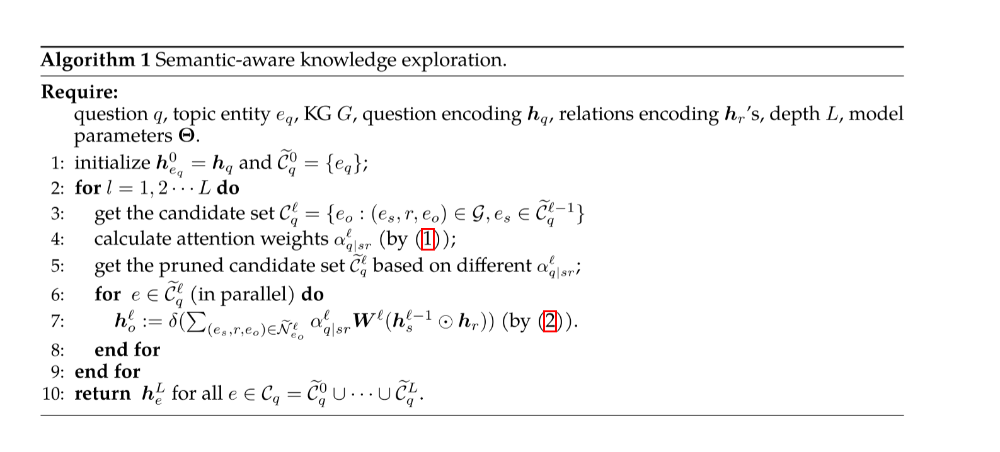 Algorithm 1 Semantic-aware knowledge exploration.
Require:
question $q$, topic entity $e_q$, KG $G$, question encoding $\boldsymbol{h}_q$, relations encoding $\boldsymbol{h}_r$'s, depth $L$, model
parameters $\boldsymbol{\Theta}$.
1: initialize $\boldsymbol{h}^0_{e_q} = \boldsymbol{h}_q$ and $\widetilde{\mathcal{C}}^0_q = \{e_q\}$;
2: for $l = 1, 2 \cdots L$ do
3: get the candidate set $\mathcal{C}^\ell_q = \{e_o : (e_s, r, e_o) \in \mathcal{G}, e_s \in \widetilde{\mathcal{C}}^{\ell-1}_q\}$
4: calculate attention weights $\alpha^\ell_{q|sr}$ (by (1));
5: get the pruned candidate set $\widetilde{\mathcal{C}}^\ell_q$ based on different $\alpha^\ell_{q|sr}$;
6: for $e \in \widetilde{\mathcal{C}}^\ell_q$ (in parallel) do
7: $\boldsymbol{h}^\ell_o := \delta(\sum_{(e_s,r,e_o)\in\widetilde{\mathcal{N}}^\ell_{e_o}} \alpha^\ell_{q|sr} \boldsymbol{W}^\ell(\boldsymbol{h}^{\ell-1}_s \odot \boldsymbol{h}_r))$ (by (2)).
8: end for
9: end for
10: return $\boldsymbol{h}^L_e$ for all $e \in \mathcal{C}_q = \widetilde{\mathcal{C}}^0_q \cup \cdots \cup \widetilde{\mathcal{C}}^L_q$.